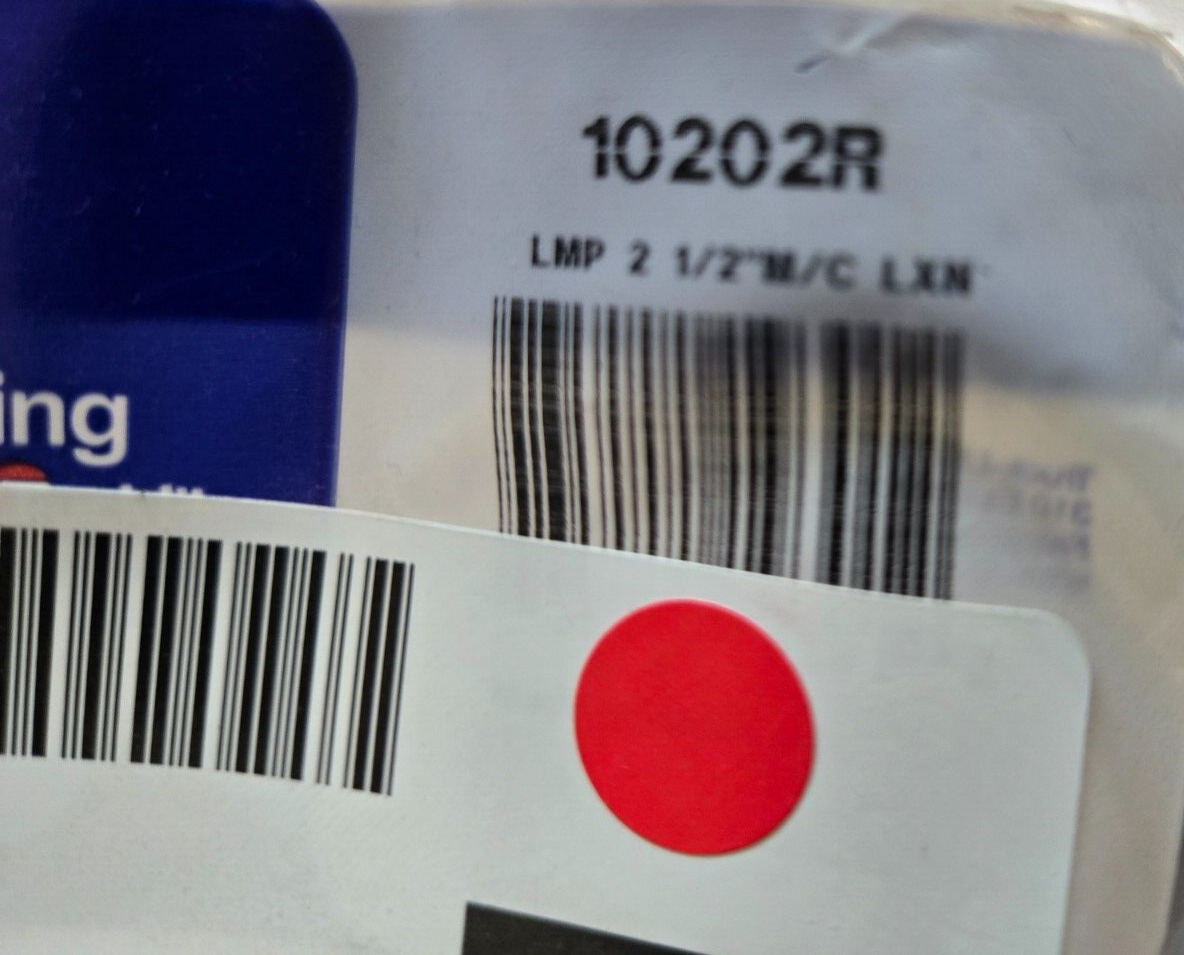 10202R
LMP 2 1/2"M/C LXN
ing